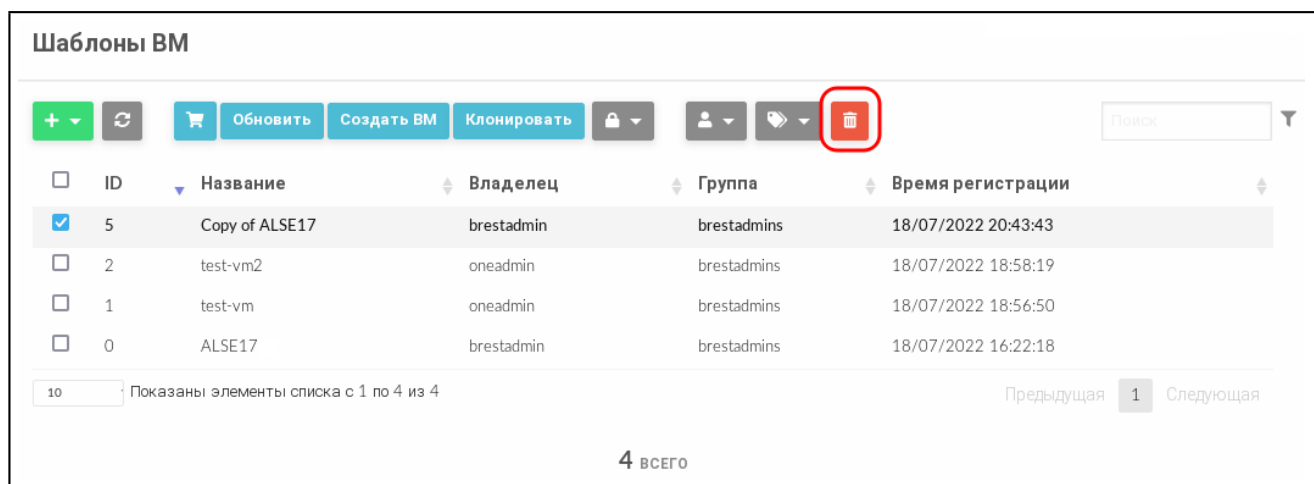 Шаблоны ВМ
Обновить Создать ВМ Клонировать Поиск
ID Название Владелец Группа Время регистрации
5 Copy of ALSE17 brestadmin brestadmins 18/07/2022 20:43:43
2 test-vm2 oneadmin brestadmins 18/07/2022 18:58:19
1 test-vm oneadmin brestadmins 18/07/2022 18:56:50
0 ALSE17 brestadmin brestadmins 18/07/2022 16:22:18
10 Показаны элементы списка с 1 по 4 из 4 Предыдущая 1 Следующая
4 ВСЕГО